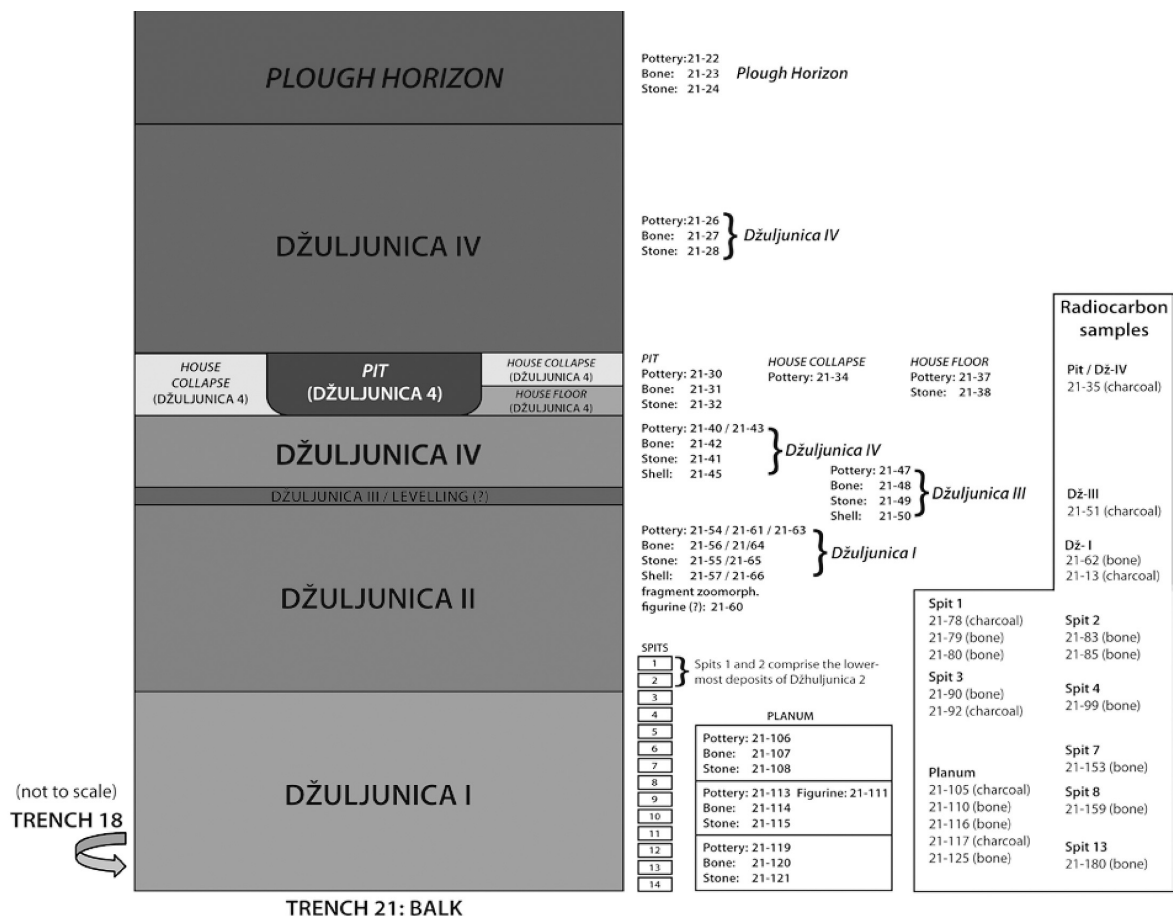 PLOUGH HORIZON
Pottery:21-22
Bone: 21-23
Stone: 21-24
Plough Horizon
DŽULJUNICA IV
Pottery:21-26
Bone: 21-27
Stone: 21-28
Džuljunica IV
HOUSE
COLLAPSE
(DŽULJUNICA 4)
PIT
(DŽULJUNICA 4)
HOUSE COLLAPSE
(DŽULJUNICA 4)
HOUSE FLOOR
(DŽULJUNICA 4)
PIT
Pottery: 21-30
Bone: 21-31
Stone: 21-32
HOUSE COLLAPSE
Pottery: 21-34
HOUSE FLOOR
Pottery: 21-37
Stone: 21-38
DŽULJUNICA IV
Pottery: 21-40 / 21-43
Bone: 21-42
Stone: 21-41
Shell: 21-45
Džuljunica IV
DŽULJUNICA III / LEVELLING (?)
Pottery: 21-47
Bone: 21-48
Stone: 21-49
Shell: 21-50
Džuljunica III
DŽULJUNICA II
Pottery: 21-54 / 21-61 / 21-63
Bone: 21-56 / 21/64
Stone: 21-55 /21-65
Shell: 21-57 / 21-66
fragment zoomorph.
figurine (?): 21-60
Džuljunica I
SPITS
1
2
3
4
5
6
7
8
9
10
11
12
13
14
Spits 1 and 2 comprise the lower-
most deposits of Džhuljunica 2
DŽULJUNICA I
PLANUM
Pottery: 21-106
Bone: 21-107
Stone: 21-108
Pottery: 21-113 Figurine: 21-111
Bone: 21-114
Stone: 21-115
Pottery: 21-119
Bone: 21-120
Stone: 21-121
Radiocarbon
samples
Pit / Dž-IV
21-35 (charcoal)
Dž-III
21-51 (charcoal)
Dž- I
21-62 (bone)
21-13 (charcoal)
Spit 1
21-78 (charcoal)
21-79 (bone)
21-80 (bone)
Spit 2
21-83 (bone)
21-85 (bone)
Spit 3
21-90 (bone)
21-92 (charcoal)
Spit 4
21-99 (bone)
Spit 7
21-153 (bone)
Planum
21-105 (charcoal)
21-110 (bone)
21-116 (bone)
21-117 (charcoal)
21-125 (bone)
Spit 8
21-159 (bone)
Spit 13
21-180 (bone)
(not to scale)
TRENCH 18
TRENCH 21: BALK